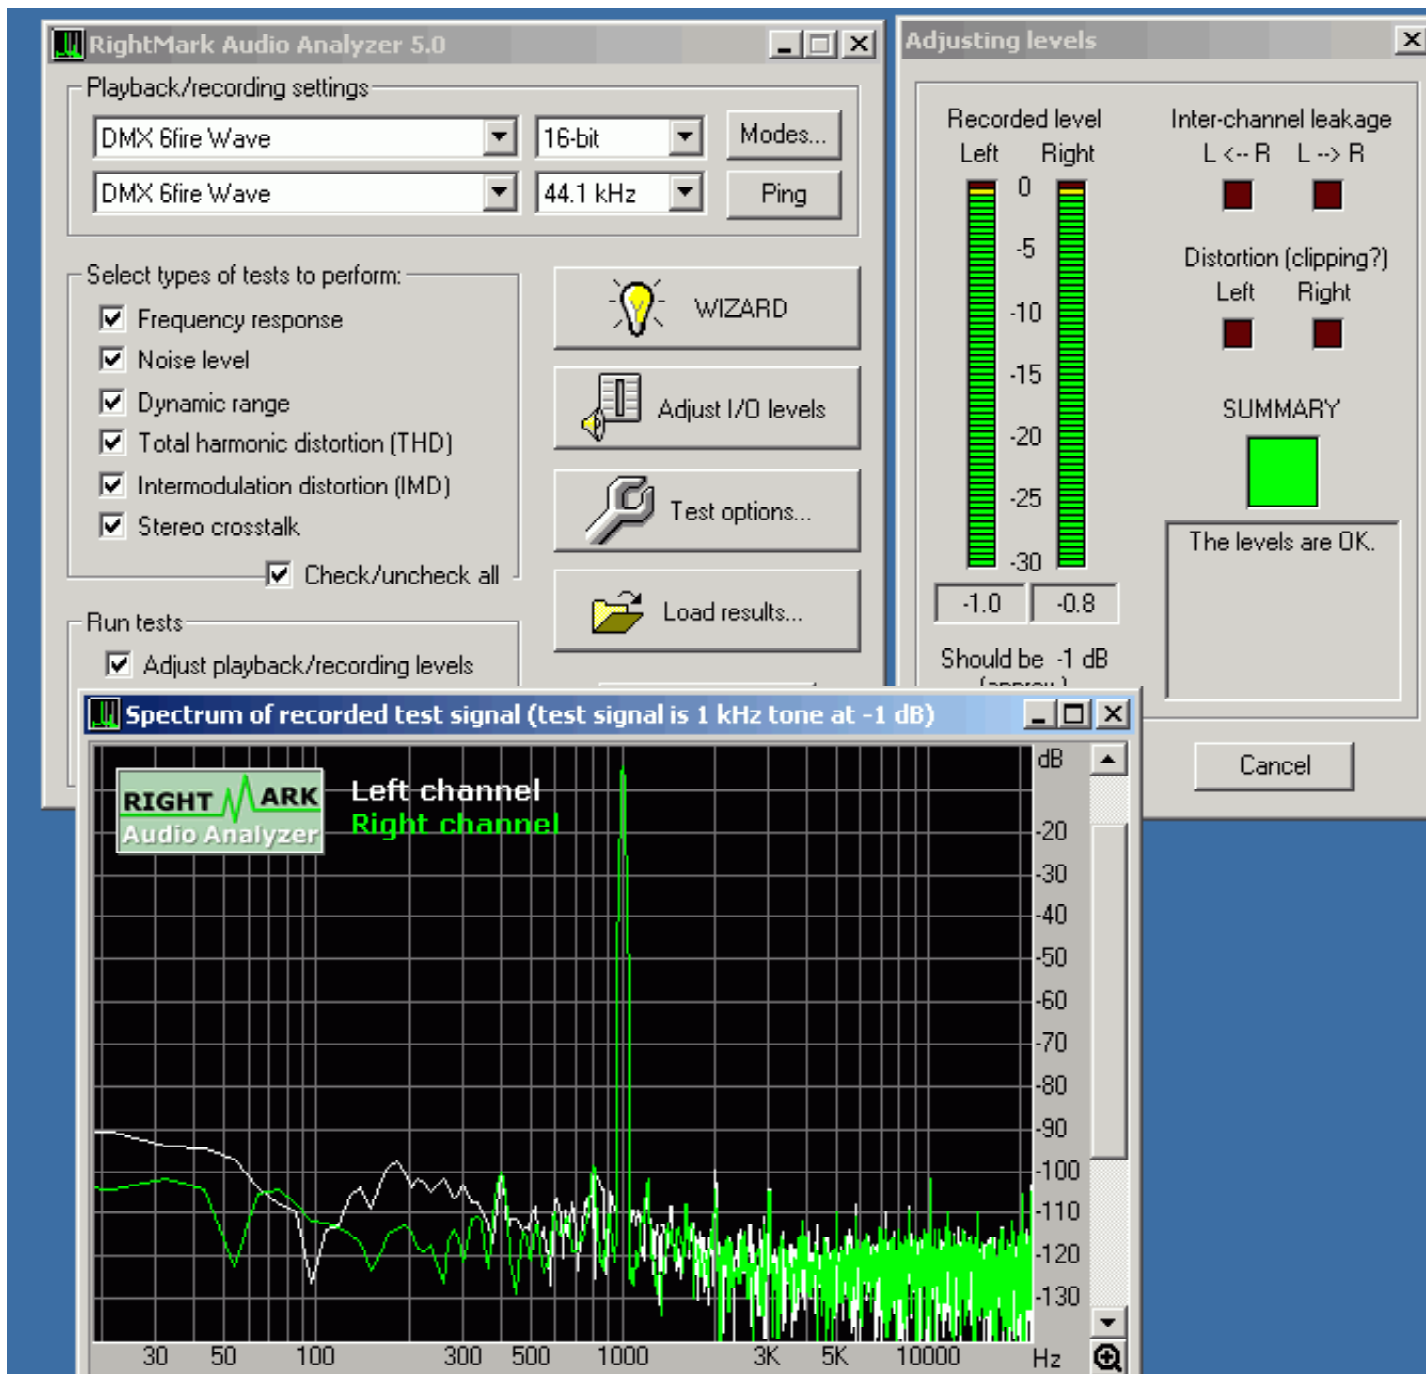 RightMark Audio Analyzer 5.0
Playback/recording settings
DMX 6fire Wave
16-bit
Modes...
DMX 6fire Wave
44.1 kHz
Ping
Select types of tests to perform:
Frequency response
Noise level
Dynamic range
Total harmonic distortion (THD)
Intermodulation distortion (IMD)
Stereo crosstalk
Check/uncheck all
WIZARD
Adjust I/O levels
Test options...
Load results...
Run tests
Adjust playback/recording levels
Adjusting levels
Recorded level
Left Right
0
-5
-10
-15
-20
-25
-30
-1.0 -0.8
Should be -1 dB
(approx.)
Inter-channel leakage
L <-- R L --> R
Distortion (clipping?)
Left Right
SUMMARY
The levels are OK.
Cancel
Spectrum of recorded test signal (test signal is 1 kHz tone at -1 dB)
RIGHT MARK
Audio Analyzer
Left channel
Right channel
dB
-20
-30
-40
-50
-60
-70
-80
-90
-100
-110
-120
-130
30 50 100 300 500 1000 3K 5K 10000 Hz